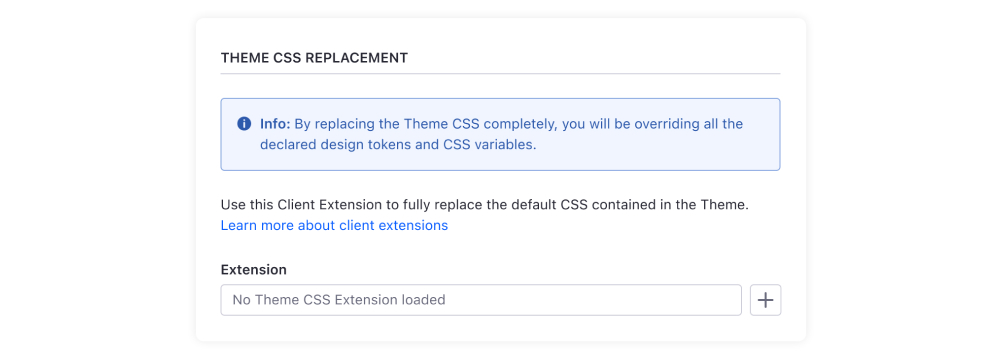 THEME CSS REPLACEMENT
Info: By replacing the Theme CSS completely, you will be overriding all the
declared design tokens and CSS variables.
Use this Client Extension to fully replace the default CSS contained in the Theme.
Learn more about client extensions
Extension
No Theme CSS Extension loaded